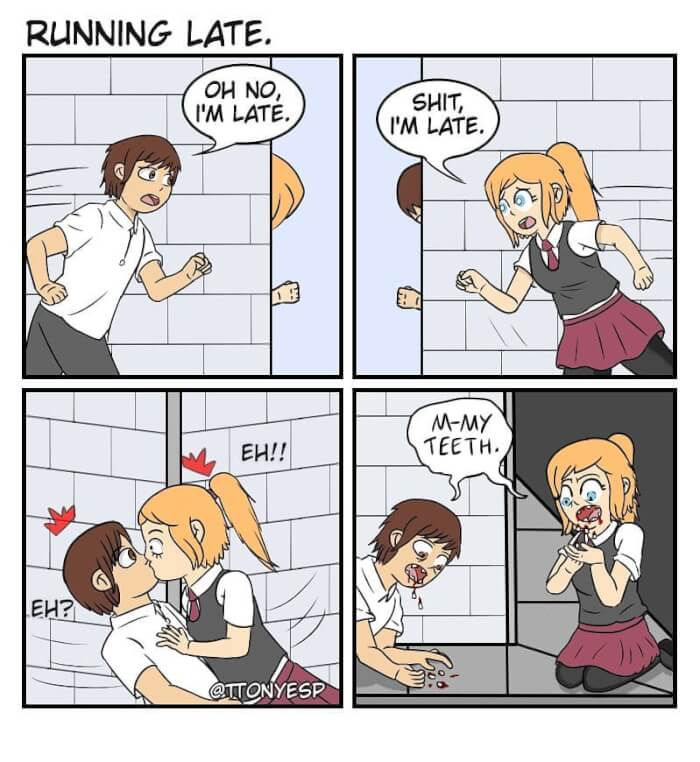 RUNNING LATE.
OH NO,
I'M LATE.
SHIT,
I'M LATE.
EH!!
EH?
@TTONYESP
M-MY
TEETH.